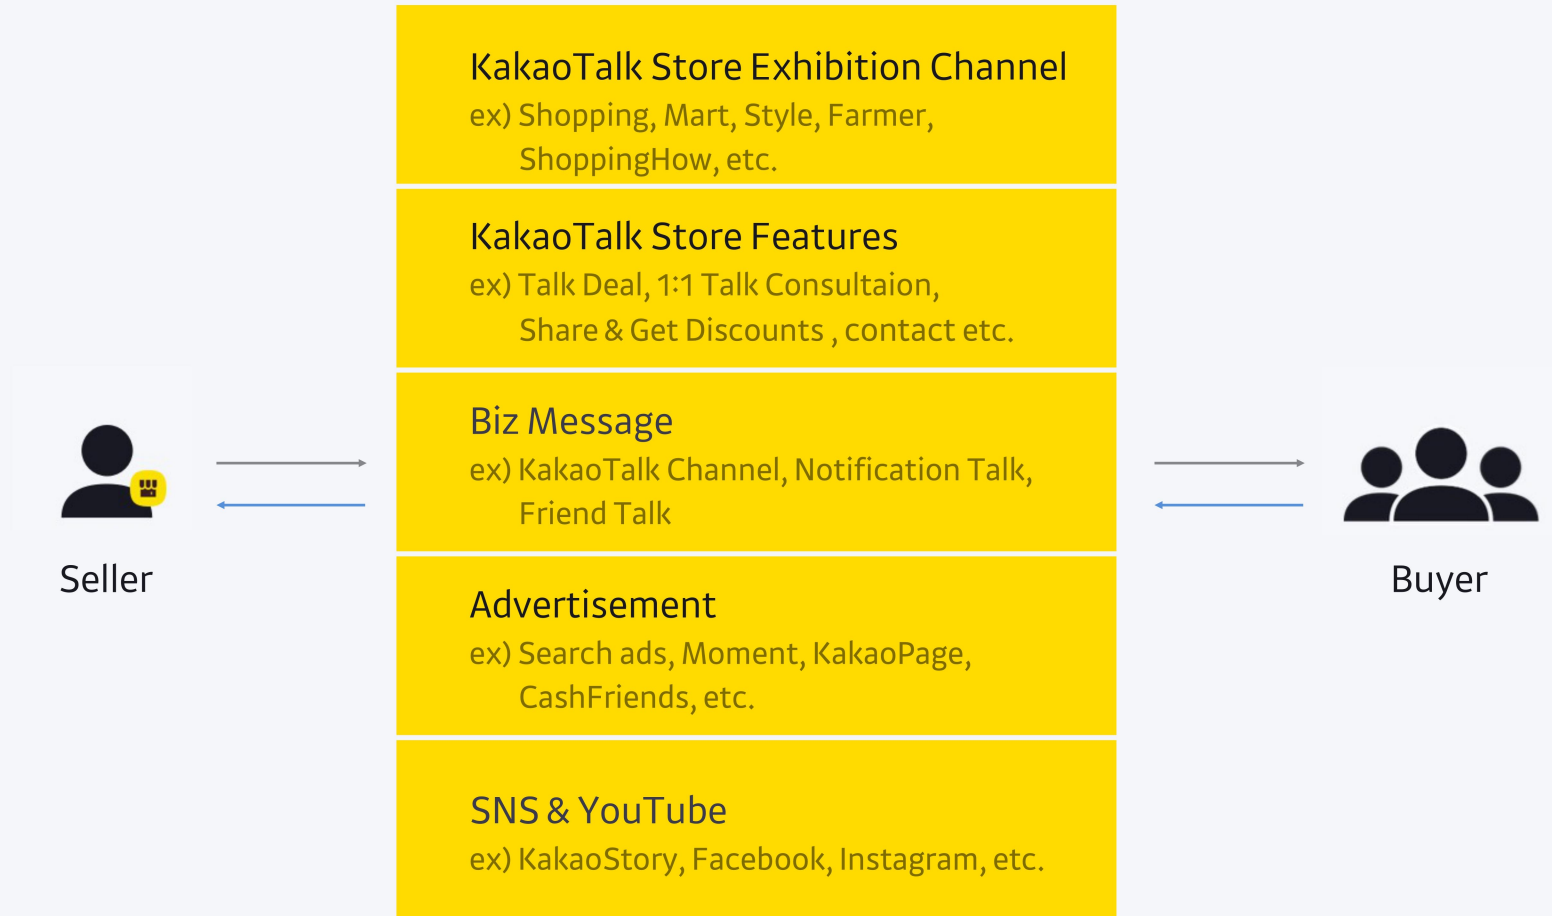 KakaoTalk Store Exhibition Channel
ex) Shopping, Mart, Style, Farmer,
ShoppingHow, etc.
KakaoTalk Store Features
ex) Talk Deal, 1:1 Talk Consultaion,
Share & Get Discounts , contact etc.
Biz Message
ex) KakaoTalk Channel, Notification Talk,
Friend Talk
Seller
Buyer
Advertisement
ex) Search ads, Moment, KakaoPage,
CashFriends, etc.
SNS & YouTube
ex) KakaoStory, Facebook, Instagram, etc.